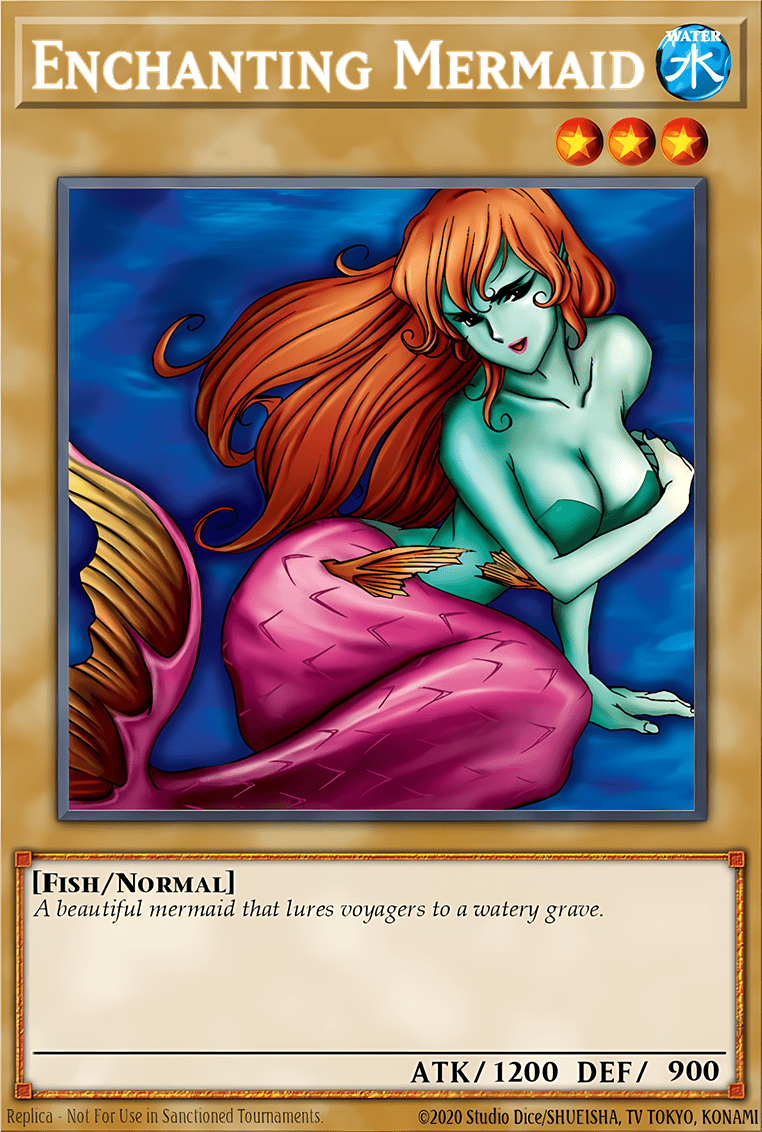 Enchanting Mermaid
WATER
水
[Fish/Normal]
A beautiful mermaid that lures voyagers to a watery grave.
ATK/1200 DEF/ 900
Replica - Not For Use in Sanctioned Tournaments.
©2020 Studio Dice/SHUEISHA, TV TOKYO, KONAMI